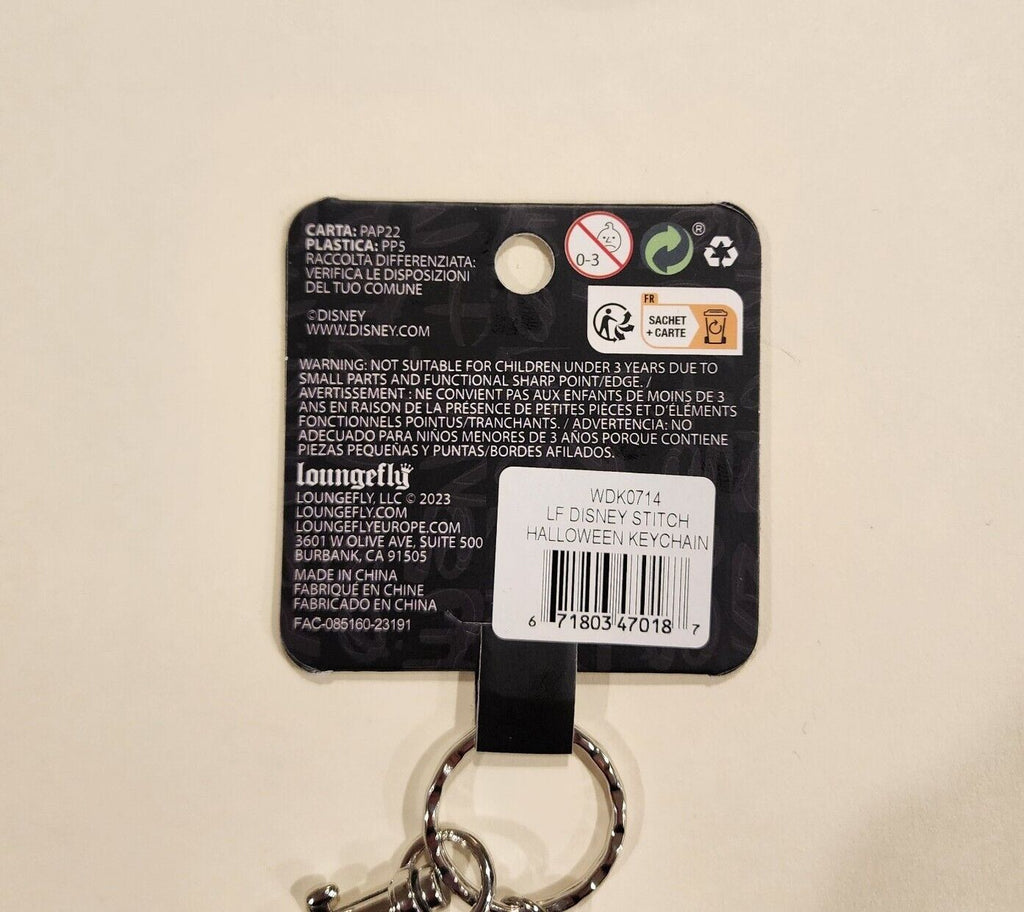 CARTA: PAP22
PLASTICA: PP5
RACCOLTA DIFFERENZIATA:
VERIFICA LE DISPOSIZIONI
DEL TUO COMUNE
©DISNEY
WWW.DISNEY.COM
0-3
®
FR
SACHET
+ CARTE
WARNING: NOT SUITABLE FOR CHILDREN UNDER 3 YEARS DUE TO
SMALL PARTS AND FUNCTIONAL SHARP POINT/EDGE. /
AVERTISSEMENT : NE CONVIENT PAS AUX ENFANTS DE MOINS DE 3
ANS EN RAISON DE LA PRÉSENCE DE PETITES PIÈCES ET D'ÉLÉMENTS
FONCTIONNELS POINTUS/TRANCHANTS. / ADVERTENCIA: NO
ADECUADO PARA NIÑOS MENORES DE 3 AÑOS PORQUE CONTIENE
PIEZAS PEQUEÑAS Y PUNTAS/BORDES AFILADOS.
loungefly
LOUNGEFLY, LLC © 2023
LOUNGEFLY.COM
LOUNGEFLYEUROPE.COM
3601 W OLIVE AVE, SUITE 500
BURBANK, CA 91505
MADE IN CHINA
FABRIQUÉ EN CHINE
FABRICADO EN CHINA
FAC-085160-23191
WDK0714
LF DISNEY STITCH
HALLOWEEN KEYCHAIN
6 71803 47018 7